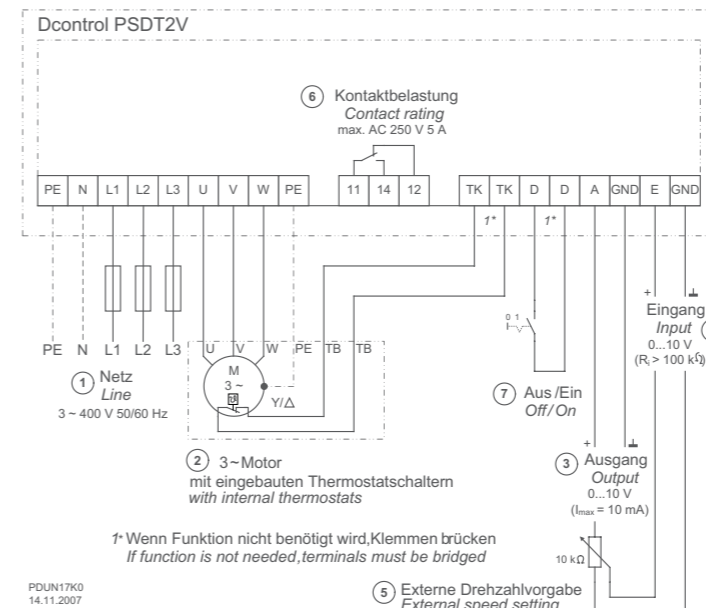 Dcontrol PSDT2V
6 Kontaktbelastung
Contact rating
max. AC 250 V 5 A
PE N L1 L2 L3 U V W PE 11 14 12 TK TK D D A GND E GND
1* 1*
0 1
+ +
Eingang
Input
0...10 V
(Ri > 100 kΩ)
PE N L1 L2 L3 U V W PE TB TB
1 Netz
Line
3 ~ 400 V 50/60 Hz
M
3 ~
Y/Δ
7 Aus/Ein
Off/On
2 3~Motor
mit eingebauten Thermostatschaltern
with internal thermostats
3 Ausgang
Output
0...10 V
(Imax = 10 mA)
1* Wenn Funktion nicht benötigt wird,Klemmen brücken
If function is not needed,terminals must be bridged
10 kΩ
PDUN17K0
14.11.2007
5 Externe Drehzahlvorgabe
External speed setting